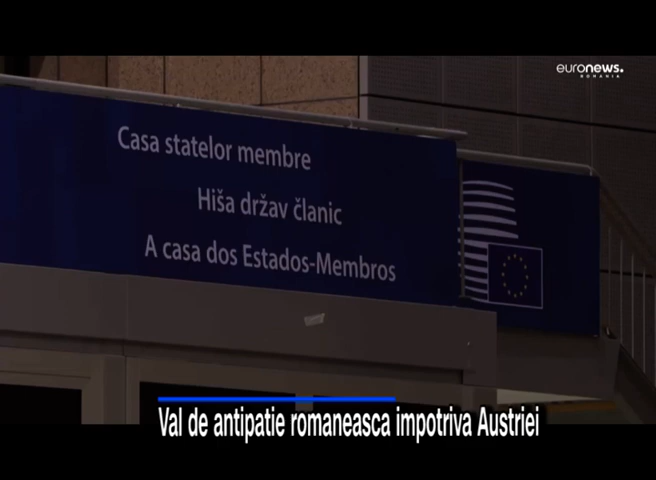 euronews.
ROMANIA
Casa statelor membre
Hiša držav članic
A casa dos Estados-Membros
Val de antipatie romaneasca impotriva Austriei